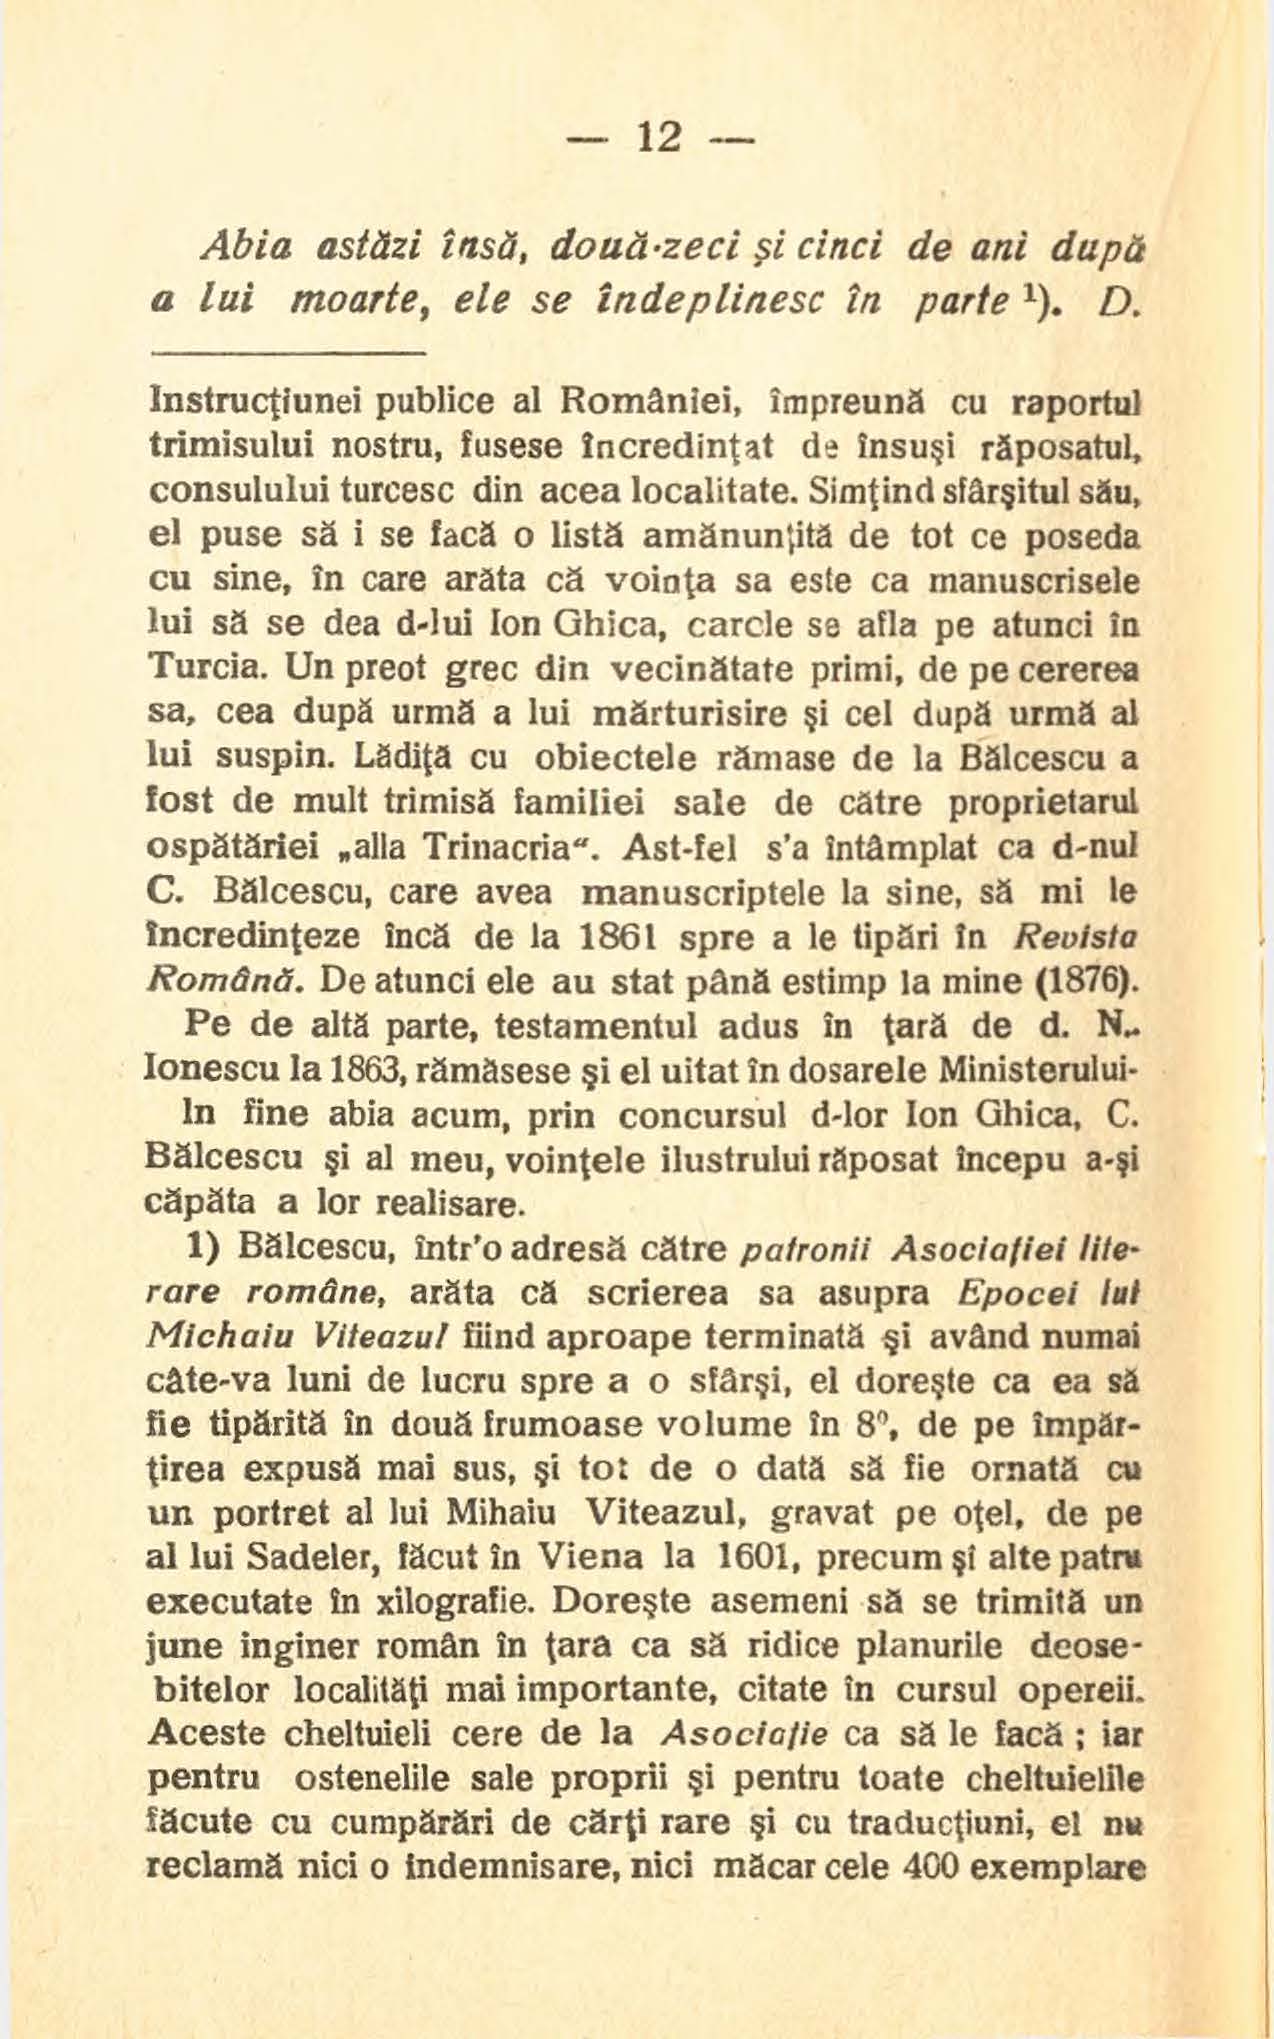 — 12 —
Abia astăzi însă, două-zeci şi cinci de ani după
a lui moarte, ele se îndeplinesc în parte ¹). D.
Instrucţiunei publice al României, împreună cu raportul
trimisului nostru, fusese încredinţat de însuşi răposatul,
consulului turcesc din acea localitate. Simţind sfârşitul său,
el puse să i se facă o listă amănunţită de tot ce poseda
cu sine, în care arăta că voinţa sa este ca manuscrisele
lui să se dea d-lui Ion Ghica, carcle se afla pe atunci în
Turcia. Un preot grec din vecinătate primi, de pe cererea
sa, cea după urmă a lui mărturisire şi cel după urmă al
lui suspin. Lădiţă cu obiectele rămase de la Bălcescu a
fost de mult trimisă familiei sale de către proprietarul
ospătăriei „alla Trinacria“. Ast-fel s'a întâmplat ca d-nul
C. Bălcescu, care avea manuscriptele la sine, să mi le
încredinţeze încă de la 1861 spre a le tipări în Revista
Română. De atunci ele au stat până estimp la mine (1876).
Pe de altă parte, testamentul adus în ţară de d. N.
Ionescu la 1863, rămăsese şi el uitat în dosarele Ministerului-
In fine abia acum, prin concursul d-lor Ion Ghica, C.
Bălcescu şi al meu, voinţele ilustrului răposat începu a-şi
căpăta a lor realisare.
1) Bălcescu, într'o adresă către patronii Asociaţiei lite-
rare române, arăta că scrierea sa asupra Epocei lui
Michaiu Viteazul fiind aproape terminată şi având numai
câte-va luni de lucru spre a o sfârşi, el doreşte ca ea să
fie tipărită în două frumoase volume în 8⁰, de pe împăr-
ţirea expusă mai sus, şi tot de o dată să fie ornată cu
un portret al lui Mihaiu Viteazul, gravat pe oţel, de pe
al lui Sadeler, făcut în Viena la 1601, precum şi alte patru
executate în xilografie. Doreşte asemeni să se trimită un
june inginer român în ţara ca să ridice planurile deose-
bitelor localităţi mai importante, citate în cursul opereii.
Aceste cheltuieli cere de la Asociaţie ca să le facă ; iar
pentru ostenelile sale proprii şi pentru toate cheltuielile
făcute cu cumpărări de cărţi rare şi cu traducţiuni, el nu
reclamă nici o indemnisare, nici măcar cele 400 exemplare